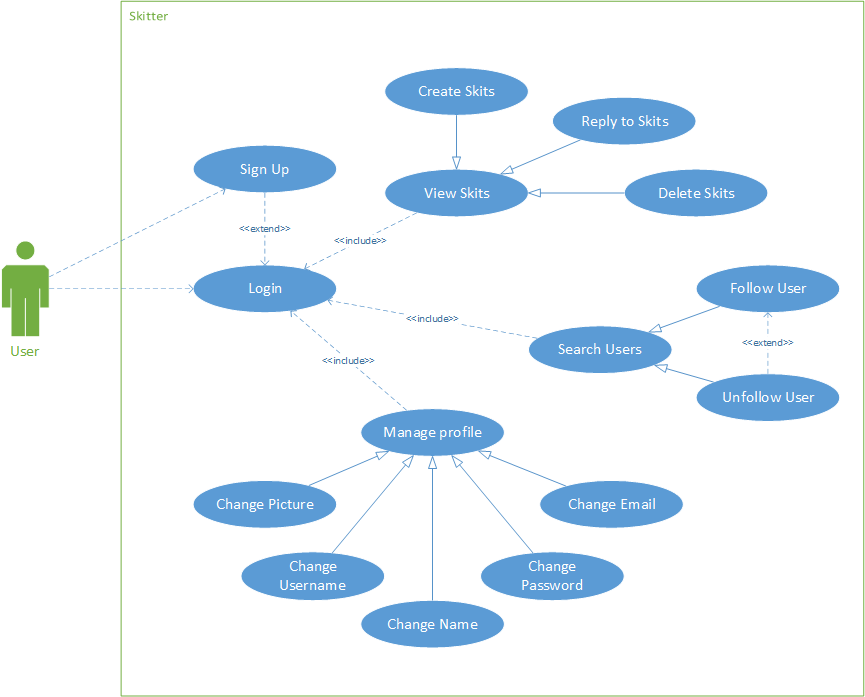 Skitter
Create Skits
Reply to Skits
Sign Up
View Skits
Delete Skits
<<extend>>
<<include>>
Login
Follow User
<<include>>
User
<<extend>>
Search Users
<<include>>
Unfollow User
Manage profile
Change Picture
Change Email
Change
Username
Change
Password
Change Name